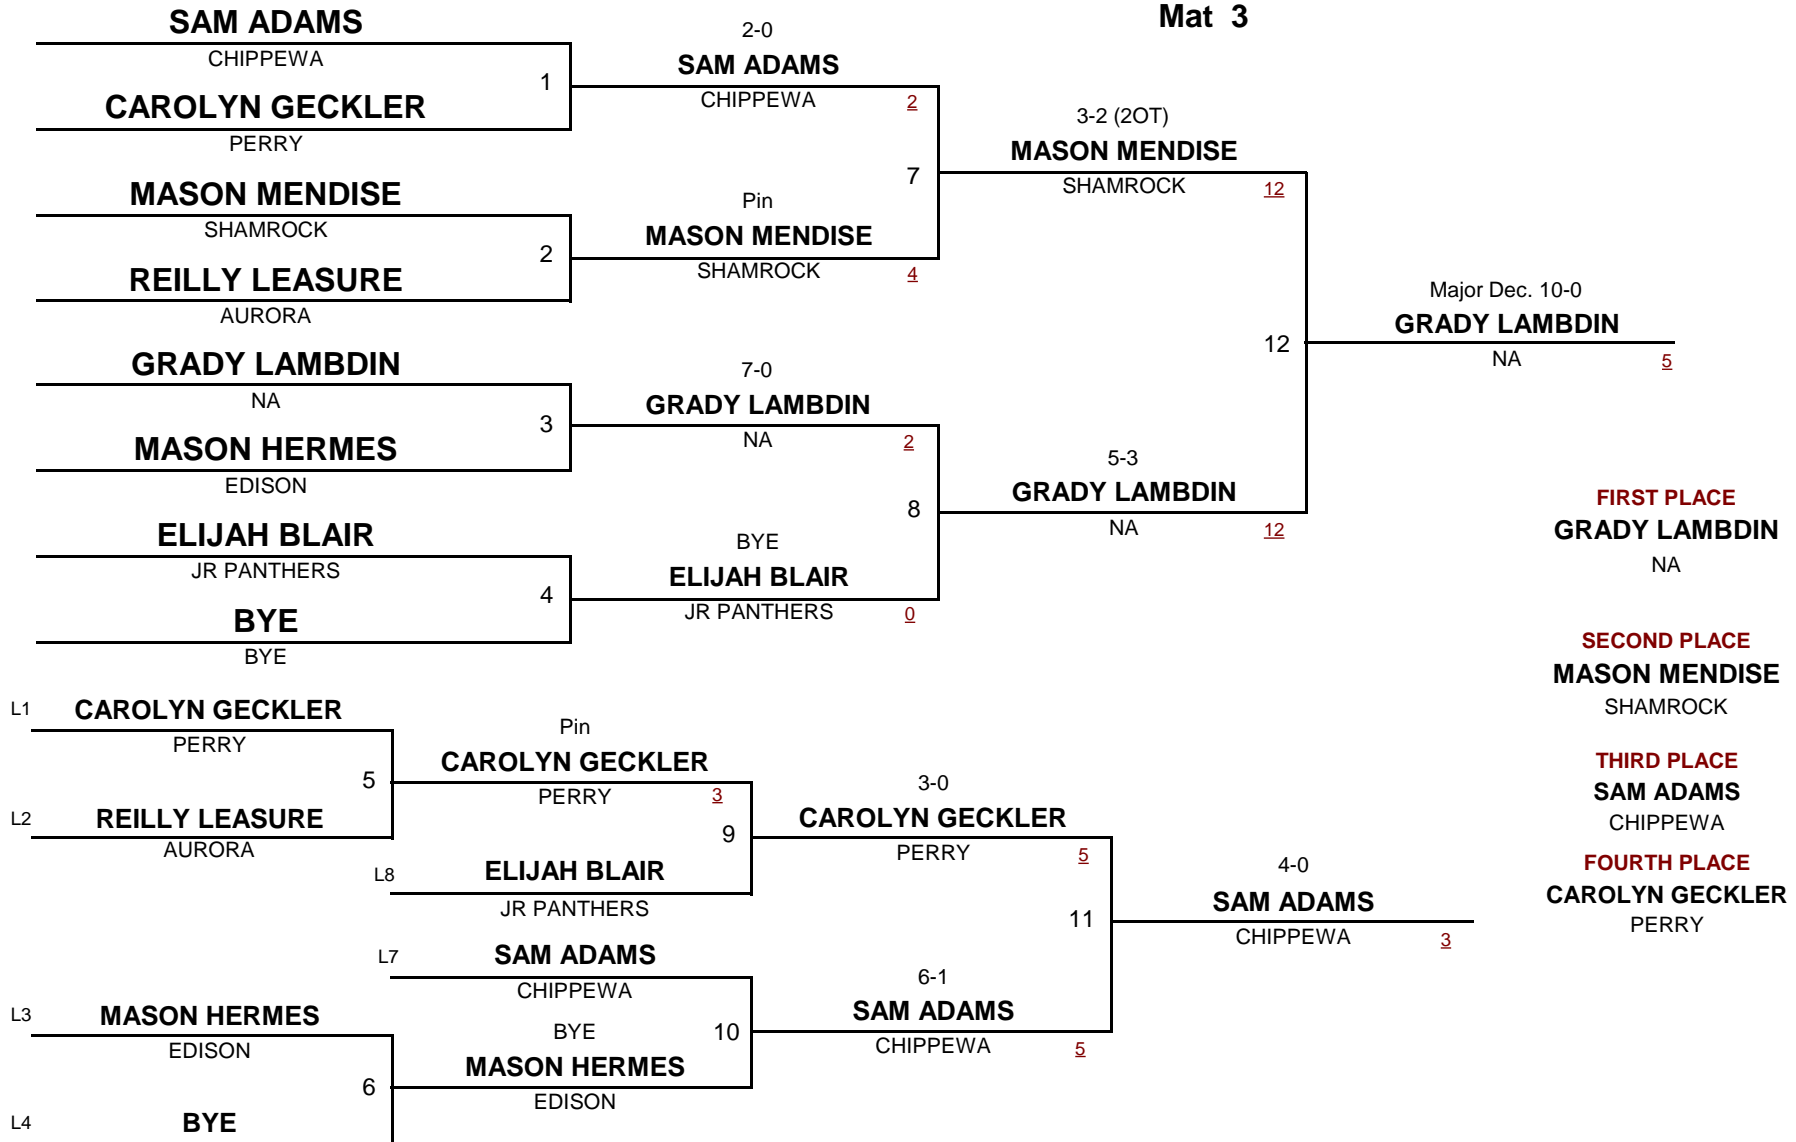 Mat 3
SAM ADAMS
CHIPPEWA
1
CAROLYN GECKLER
PERRY
MASON MENDISE
SHAMROCK
2
REILLY LEASURE
AURORA
GRADY LAMBDIN
NA
3
MASON HERMES
EDISON
ELIJAH BLAIR
JR PANTHERS
4
BYE
BYE
2-0
SAM ADAMS
CHIPPEWA 2
7
Pin
MASON MENDISE
SHAMROCK 4
7-0
GRADY LAMBDIN
NA 2
8
BYE
ELIJAH BLAIR
JR PANTHERS 0
3-2 (2OT)
MASON MENDISE
SHAMROCK 12
12
5-3
GRADY LAMBDIN
NA 12
Major Dec. 10-0
GRADY LAMBDIN
NA 5
FIRST PLACE
GRADY LAMBDIN
NA
SECOND PLACE
MASON MENDISE
SHAMROCK
THIRD PLACE
SAM ADAMS
CHIPPEWA
FOURTH PLACE
CAROLYN GECKLER
PERRY
L1 CAROLYN GECKLER
PERRY
5
L2 REILLY LEASURE
AURORA
Pin
CAROLYN GECKLER
PERRY 3
9
L8 ELIJAH BLAIR
JR PANTHERS
L7 SAM ADAMS
CHIPPEWA
10
BYE
MASON HERMES
EDISON
L3 MASON HERMES
EDISON
6
L4 BYE
3-0
CAROLYN GECKLER
PERRY 5
11
6-1
SAM ADAMS
CHIPPEWA 5
4-0
SAM ADAMS
CHIPPEWA 3